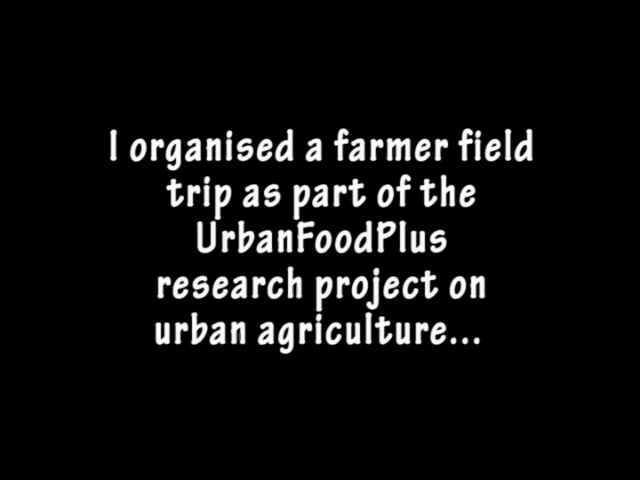 I organised a farmer field
trip as part of the
UrbanFoodPlus
research project on
urban agriculture...